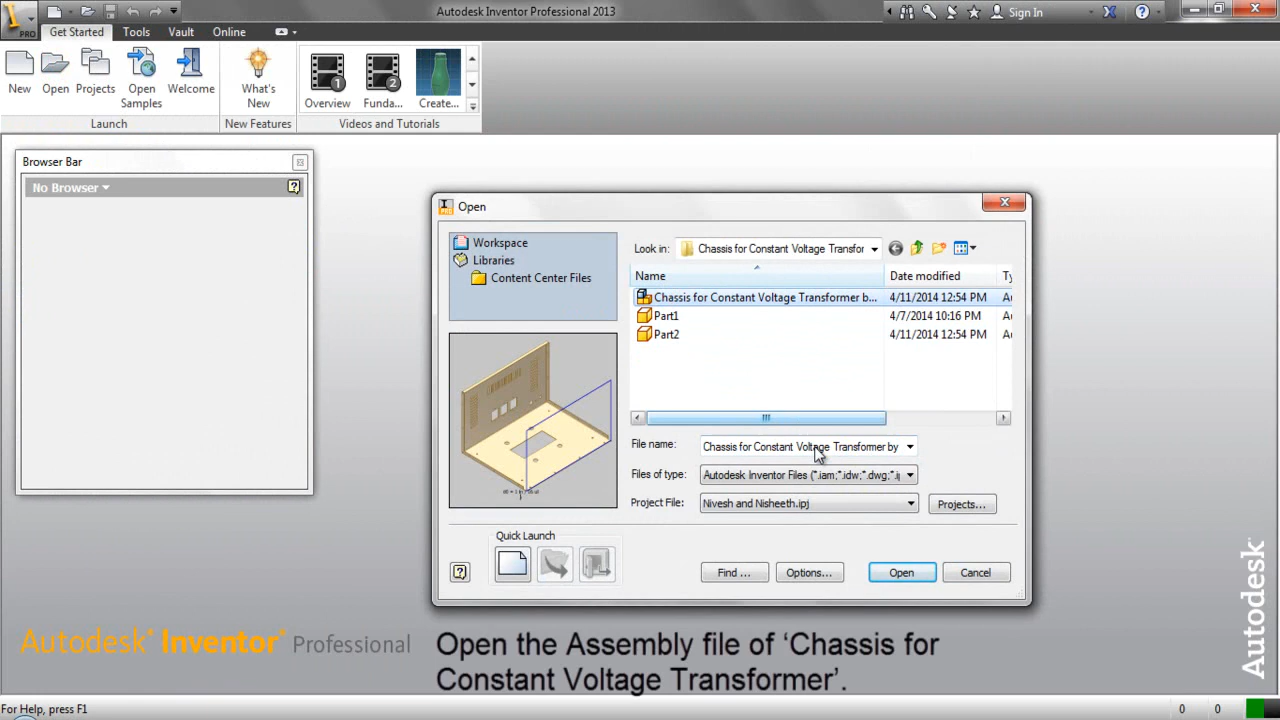 Autodesk Inventor Professional 2013
Sign In
PRO
Get Started Tools Vault Online
New Open Projects Open Samples Welcome
What's New
Overview Funda... Create...
Launch New Features Videos and Tutorials
Browser Bar
No Browser
Open
Workspace
Libraries
Content Center Files
Look in: Chassis for Constant Voltage Transfor
Name Date modified Ty
Chassis for Constant Voltage Transformer b... 4/11/2014 12:54 PM Au
Part1 4/7/2014 10:16 PM Au
Part2 4/11/2014 12:54 PM Au
File name: Chassis for Constant Voltage Transformer by
Files of type: Autodesk Inventor Files (*.iam;*.idw;*.dwg;*.ij
Project File: Nivesh and Nisheeth.ipj Projects...
Quick Launch
Find ... Options... Open Cancel
Autodesk® Inventor® Professional
Open the Assembly file of ‘Chassis for
Constant Voltage Transformer’.
Autodesk®
For Help, press F1 0 0